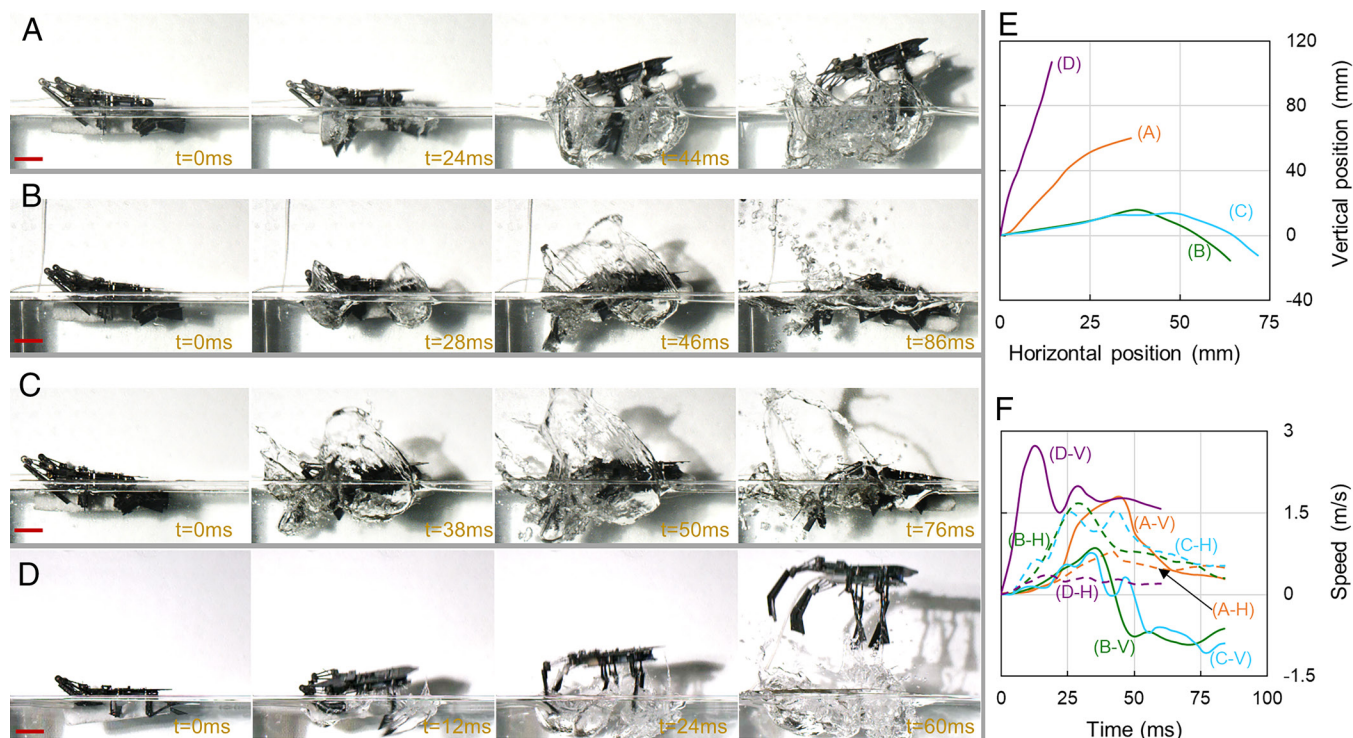 A
t=0ms
t=24ms
t=44ms
B
t=0ms
t=28ms
t=46ms
t=86ms
C
t=0ms
t=38ms
t=50ms
t=76ms
D
t=0ms
t=12ms
t=24ms
t=60ms
E
120
80
40
0
-40
(D)
(A)
(C)
(B)
0
25
50
75
Vertical position (mm)
Horizontal position (mm)
F
3
1.5
0
-1.5
(D-V)
(B-H)
(A-V)
(C-H)
(D-H)
(A-H)
(B-V)
(C-V)
0
25
50
75
100
Speed (m/s)
Time (ms)